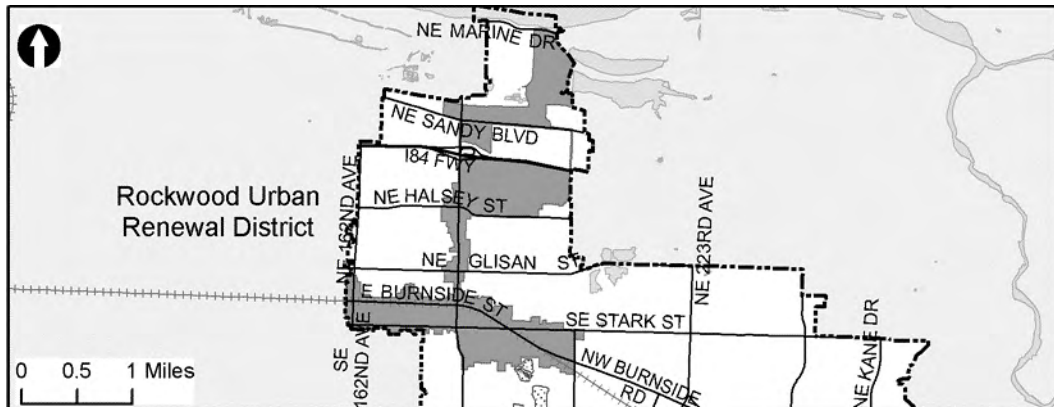 NE MARINE DR
NE SANDY BLVD
I84 FWY
NE 162ND AVE
Rockwood Urban
Renewal District
NE HALSEY ST
NE 223RD AVE
NE GLISAN ST
E BURNSIDE ST
SE STARK ST
SE
162ND AVE
NW BURNSIDE
RD
NE KANE DR
0 0.5 1 Miles